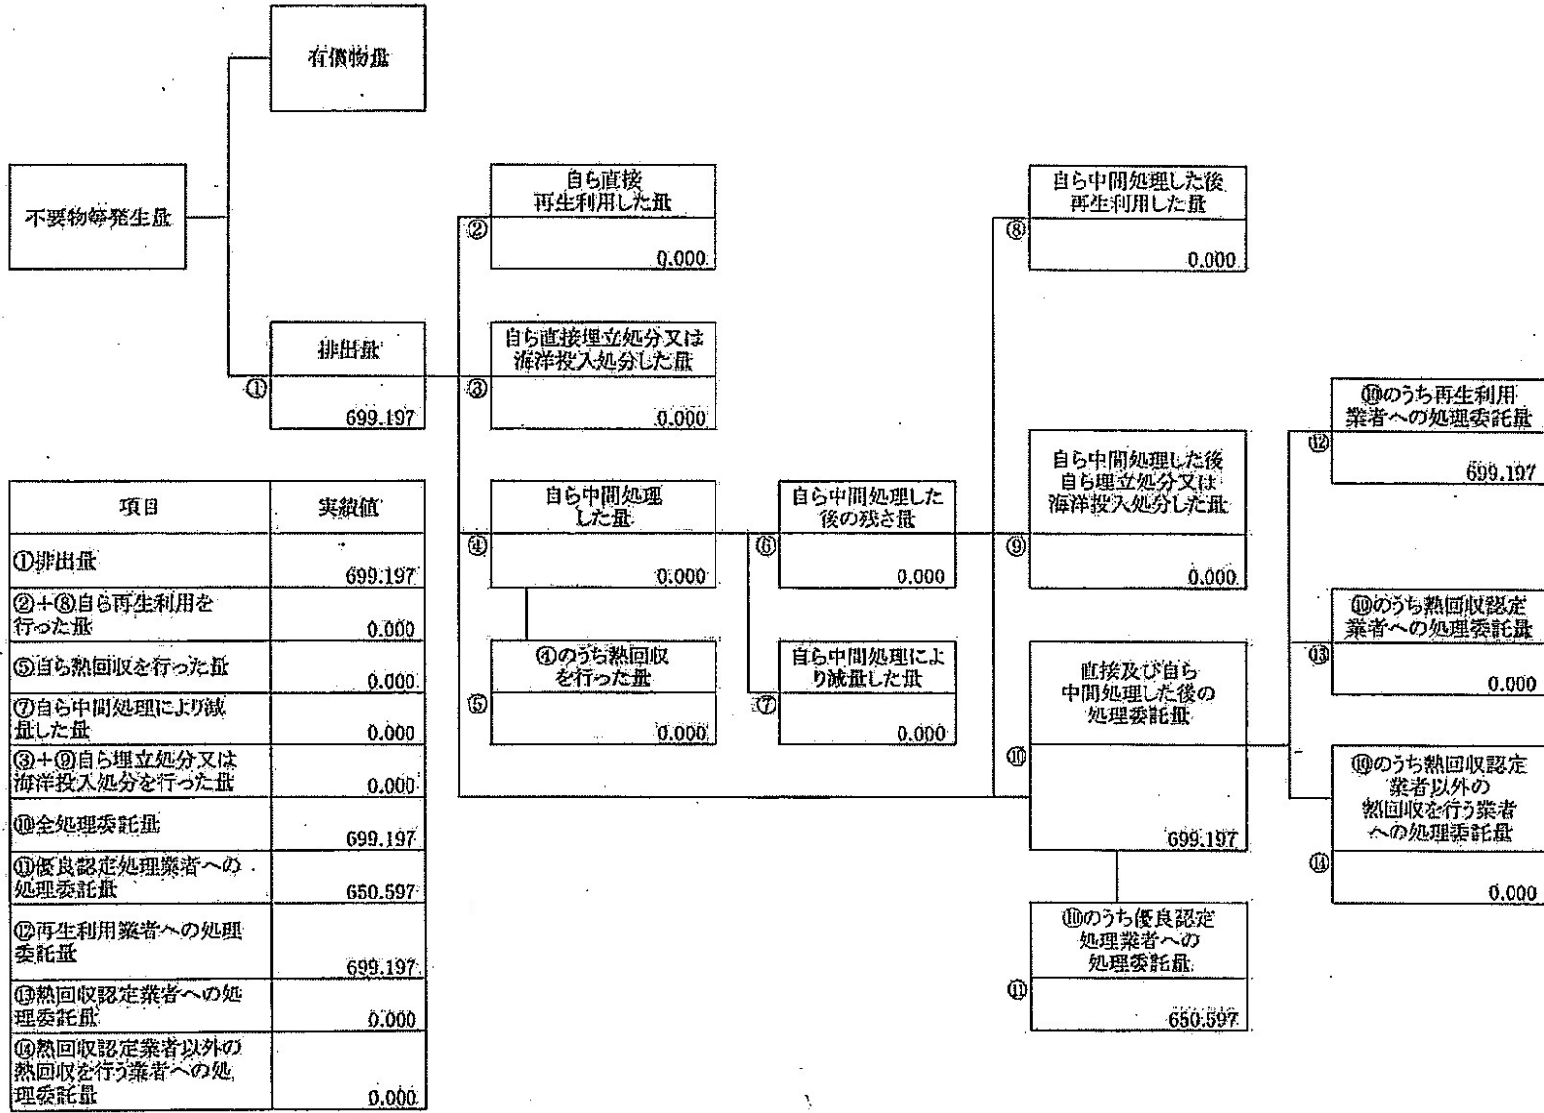 有償物量
不要物等発生量
自ら直接
再生利用した量
②
0.000
自ら中間処理した後
再生利用した量
⑧
0.000
排出量
①
699.197
自ら直接埋立処分又は
海洋投入処分した量
③
0.000
⑩のうち再生利用
業者への処理委託量
⑫
699.197
自ら中間処理
した量
④
0.000
自ら中間処理した
後の残さ量
⑥
0.000
自ら中間処理した後
自ら埋立処分又は
海洋投入処分した量
⑨
0.000
⑩のうち熱回収認定
業者への処理委託量
⑬
0.000
④のうち熱回収
を行った量
⑤
0.000
自ら中間処理によ
り減量した量
⑦
0.000
直接及び自ら
中間処理した後の
処理委託量
⑩
699.197
⑩のうち熱回収認定
業者以外の
熱回収を行う業者
への処理委託量
⑭
0.000
⑩のうち優良認定
処理業者への
処理委託量
⑪
650.597
項目 実績値
①排出量 699.197
②+⑧自ら再生利用を
行った量 0.000
⑤自ら熱回収を行った量 0.000
⑦自ら中間処理により減
量した量 0.000
③+⑨自ら埋立処分又は
海洋投入処分を行った量 0.000
⑩全処理委託量 699.197
⑪優良認定処理業者への
処理委託量 650.597
⑫再生利用業者への処理
委託量 699.197
⑬熱回収認定業者への処
理委託量 0.000
⑭熱回収認定業者以外の
熱回収を行う業者への処
理委託量 0.000